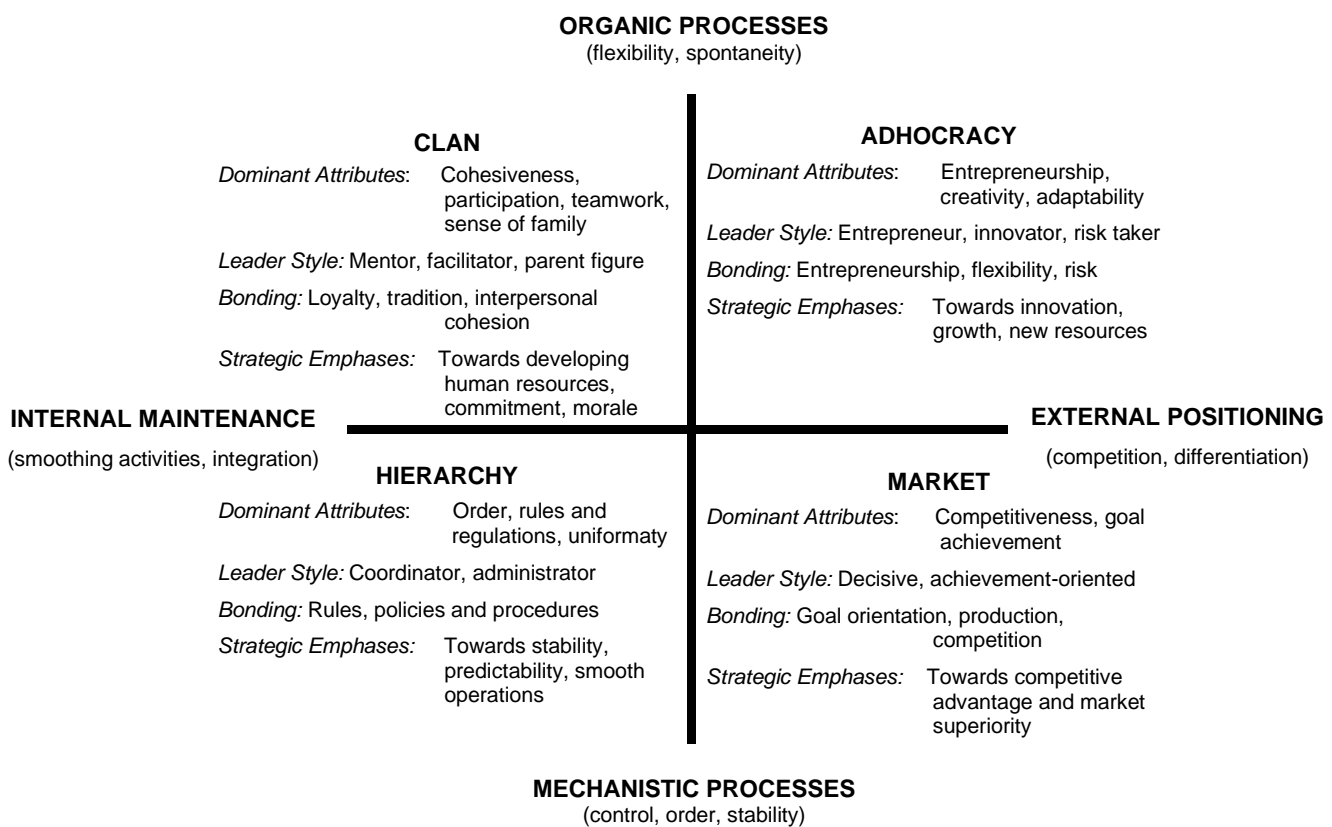 ORGANIC PROCESSES
(flexibility, spontaneity)
CLAN
Dominant Attributes: Cohesiveness,
participation, teamwork,
sense of family
Leader Style: Mentor, facilitator, parent figure
Bonding: Loyalty, tradition, interpersonal
cohesion
Strategic Emphases: Towards developing
human resources,
commitment, morale
ADHOCRACY
Dominant Attributes: Entrepreneurship,
creativity, adaptability
Leader Style: Entrepreneur, innovator, risk taker
Bonding: Entrepreneurship, flexibility, risk
Strategic Emphases: Towards innovation,
growth, new resources
INTERNAL MAINTENANCE
(smoothing activities, integration)
EXTERNAL POSITIONING
(competition, differentiation)
HIERARCHY
Dominant Attributes: Order, rules and
regulations, uniformaty
Leader Style: Coordinator, administrator
Bonding: Rules, policies and procedures
Strategic Emphases: Towards stability,
predictability, smooth
operations
MARKET
Dominant Attributes: Competitiveness, goal
achievement
Leader Style: Decisive, achievement-oriented
Bonding: Goal orientation, production,
competition
Strategic Emphases: Towards competitive
advantage and market
superiority
MECHANISTIC PROCESSES
(control, order, stability)